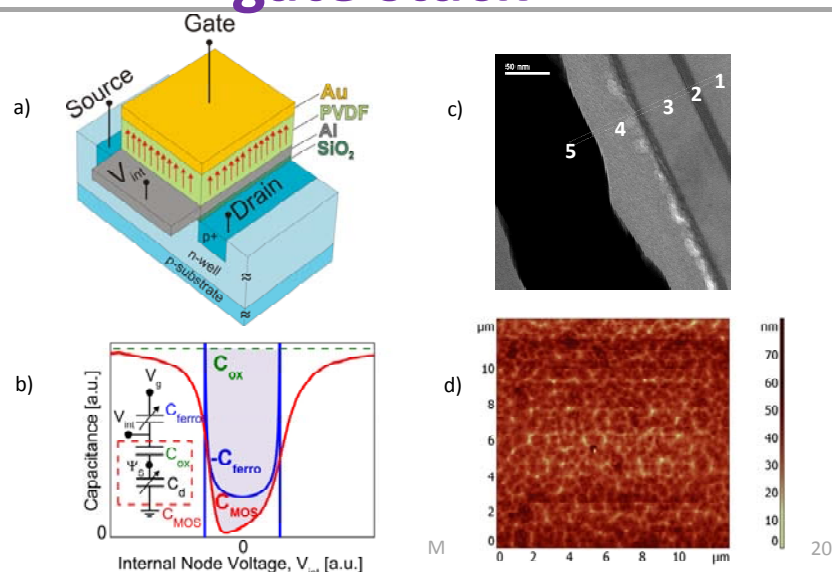 gate stack
a)
Gate
Source
Au
PVDF
Al
SiO2
Vint
Drain
p+
n-well
p-substrate
≈
≈
b)
Capacitance [a.u.]
0
Cox
Vg
Vint
Cferro
Cox
ΨS
Cd
CMOS
-Cferro
CMOS
0
Internal Node Voltage, Vint [a.u.]
c)
50 nm
1
2
3
4
5
d)
µm
10
8
6
4
2
0
0 2 4 6 8 10 µm
nm
70
60
50
40
30
20
10
0
M
20